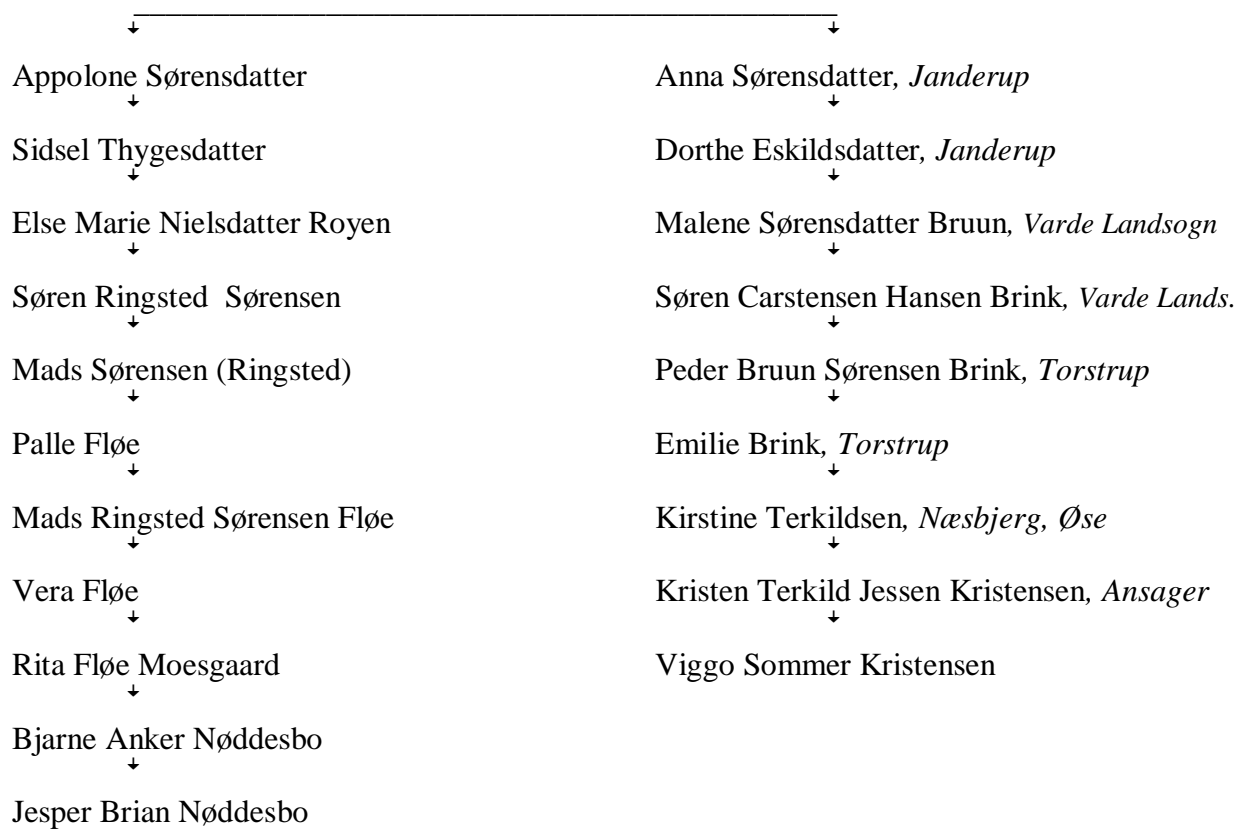 Appolone Sørensdatter
Anna Sørensdatter, Janderup
Sidsel Thygesdatter
Dorthe Eskildsdatter, Janderup
Else Marie Nielsdatter Royen
Malene Sørensdatter Bruun, Varde Landsogn
Søren Ringsted  Sørensen
Søren Carstensen Hansen Brink, Varde Lands.
Mads Sørensen (Ringsted)
Peder Bruun Sørensen Brink, Torstrup
Palle Fløe
Emilie Brink, Torstrup
Mads Ringsted Sørensen Fløe
Kirstine Terkildsen, Næsbjerg, Øse
Vera Fløe
Kristen Terkild Jessen Kristensen, Ansager
Rita Fløe Moesgaard
Viggo Sommer Kristensen
Bjarne Anker Nøddesbo
Jesper Brian Nøddesbo